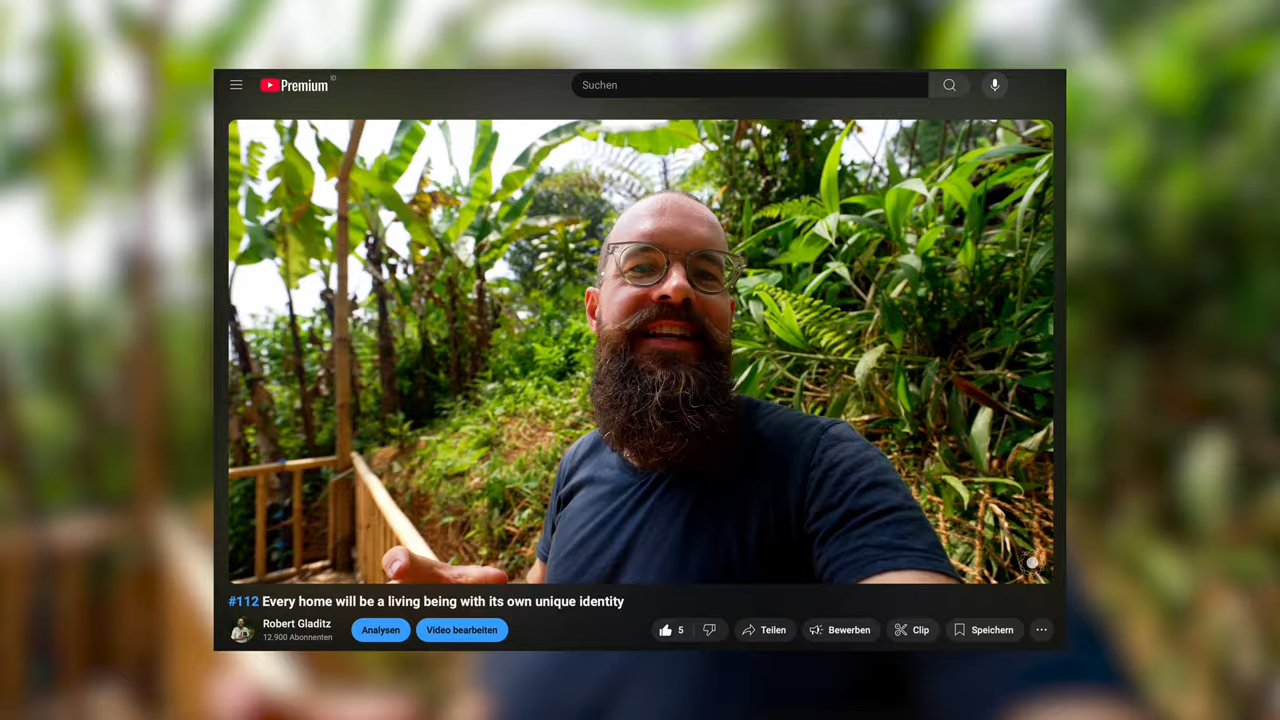 Premium ID
Suchen
#112 Every home will be a living being with its own unique identity
Robert Gladitz
12.900 Abonnenten
Analysen
Video bearbeiten
5
Teilen
Bewerben
Clip
Speichern